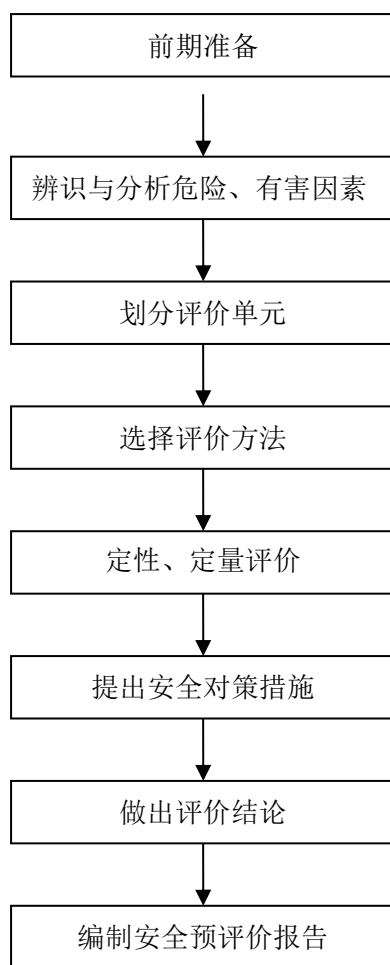 前期准备
辨识与分析危险、有害因素
划分评价单元
选择评价方法
定性、定量评价
提出安全对策措施
做出评价结论
编制安全预评价报告